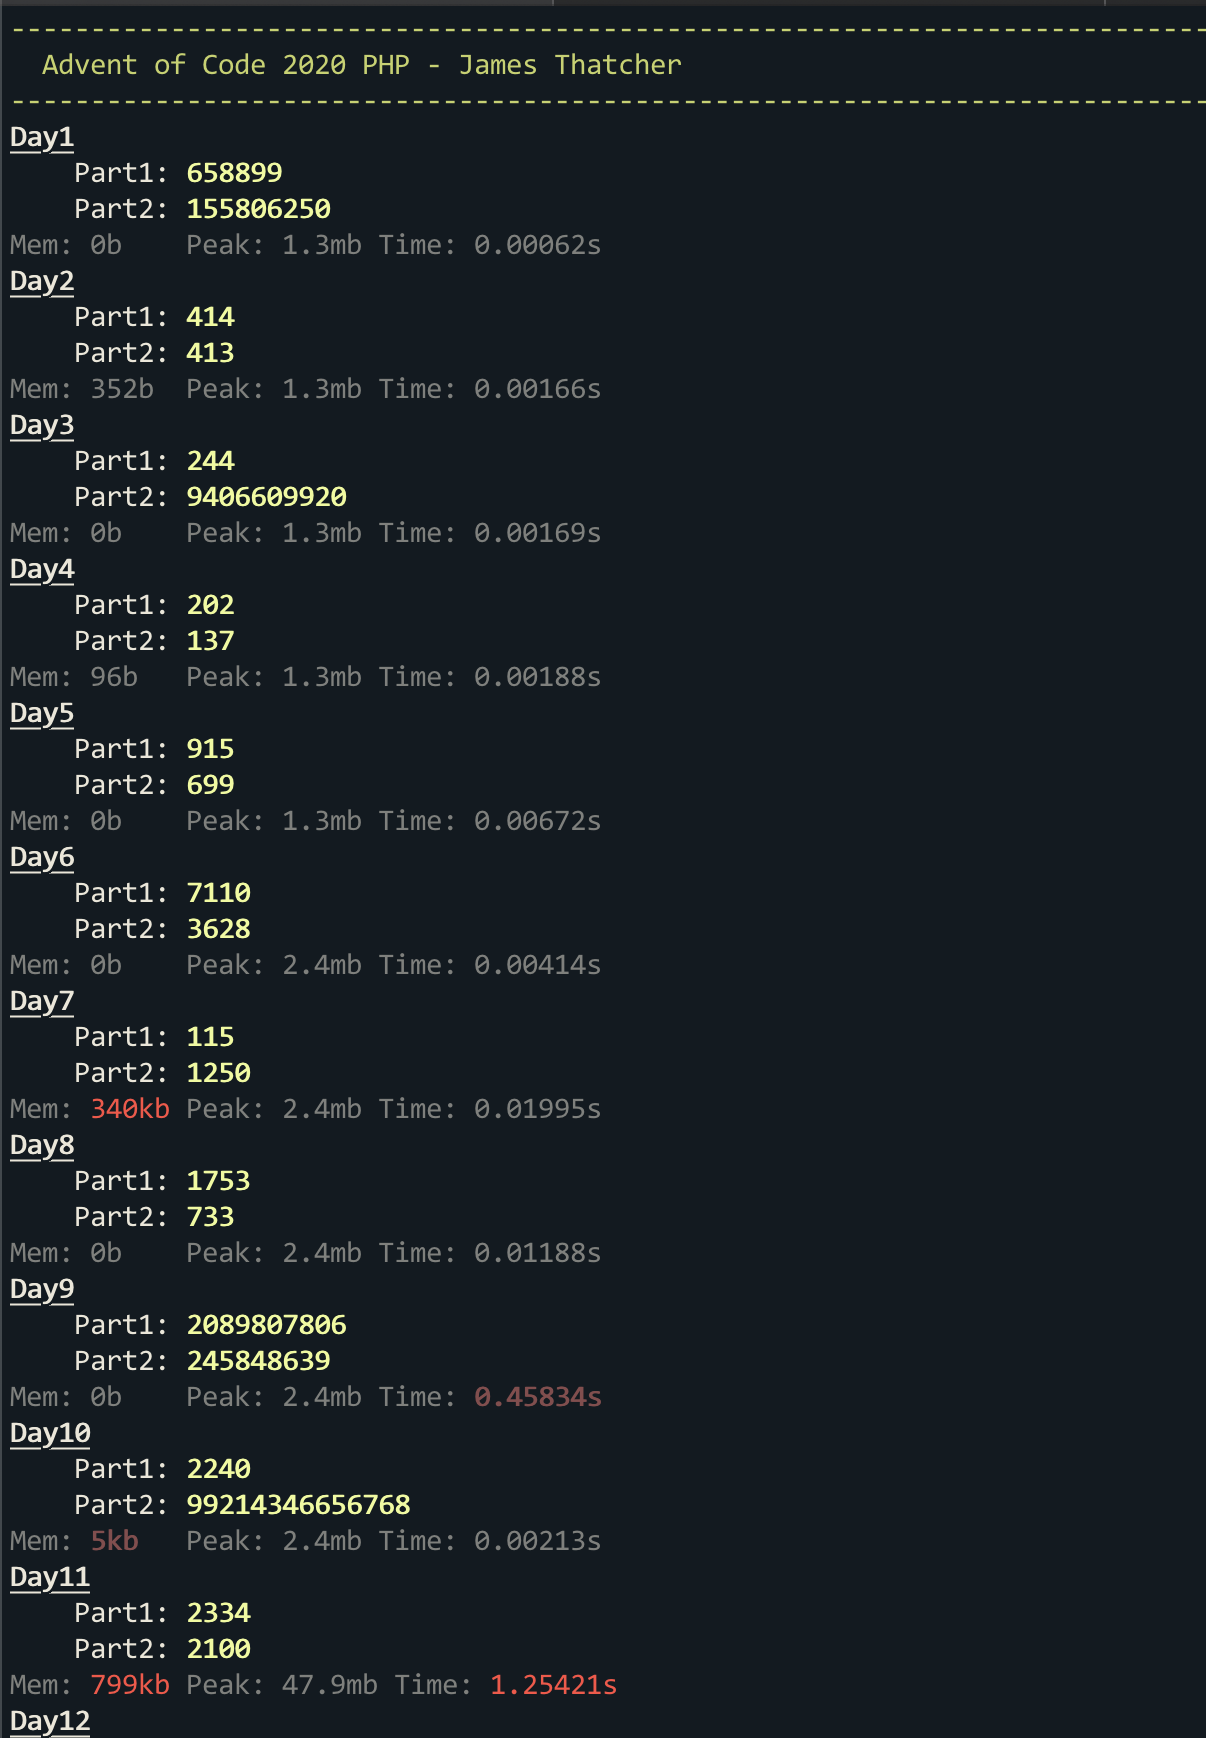 --------------------------------------------------------------------------
Advent of Code 2020 PHP - James Thatcher
--------------------------------------------------------------------------
Day1
Part1: 658899
Part2: 155806250
Mem: 0b Peak: 1.3mb Time: 0.00062s
Day2
Part1: 414
Part2: 413
Mem: 352b Peak: 1.3mb Time: 0.00166s
Day3
Part1: 244
Part2: 9406609920
Mem: 0b Peak: 1.3mb Time: 0.00169s
Day4
Part1: 202
Part2: 137
Mem: 96b Peak: 1.3mb Time: 0.00188s
Day5
Part1: 915
Part2: 699
Mem: 0b Peak: 1.3mb Time: 0.00672s
Day6
Part1: 7110
Part2: 3628
Mem: 0b Peak: 2.4mb Time: 0.00414s
Day7
Part1: 115
Part2: 1250
Mem: 340kb Peak: 2.4mb Time: 0.01995s
Day8
Part1: 1753
Part2: 733
Mem: 0b Peak: 2.4mb Time: 0.01188s
Day9
Part1: 2089807806
Part2: 245848639
Mem: 0b Peak: 2.4mb Time: 0.45834s
Day10
Part1: 2240
Part2: 99214346656768
Mem: 5kb Peak: 2.4mb Time: 0.00213s
Day11
Part1: 2334
Part2: 2100
Mem: 799kb Peak: 47.9mb Time: 1.25421s
Day12